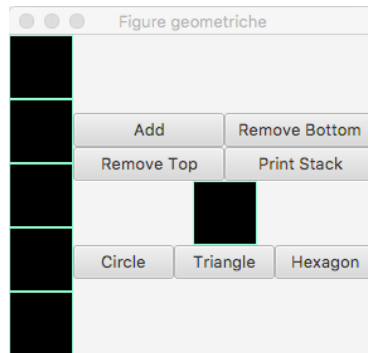 Figure geometriche
Add Remove Bottom
Remove Top Print Stack
Circle Triangle Hexagon